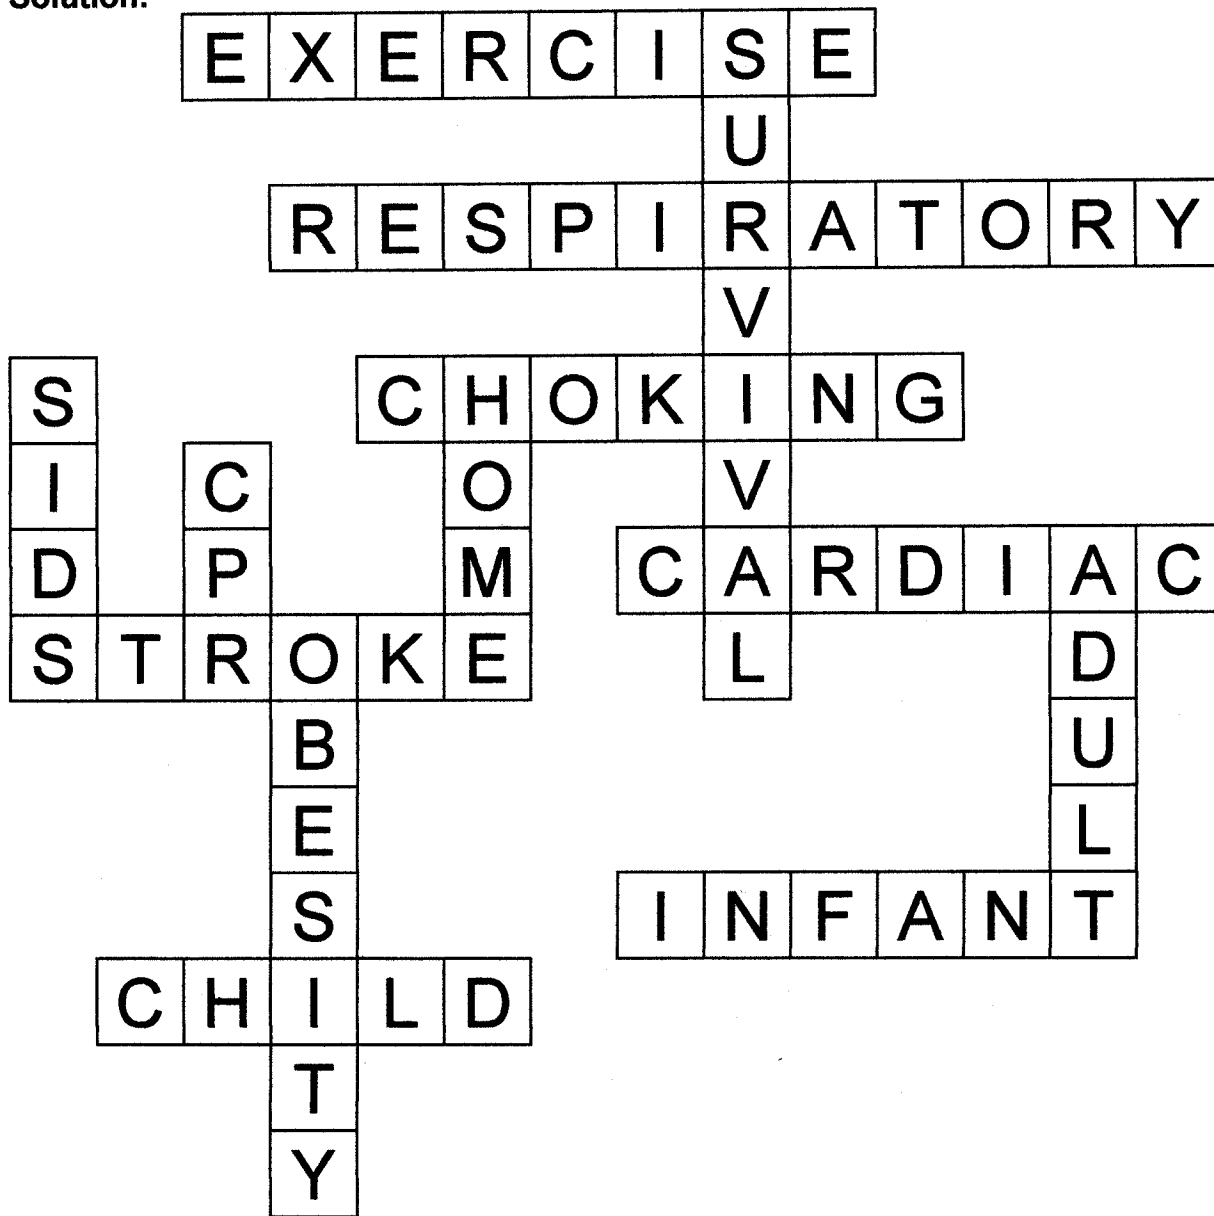 Solution:
EXERCISE
U
RESPIRATORY
V
S CHOKING
I C O V
D P M CARDIAC
STROKE L D
B U
E L
S INFANT
CHILD
T
Y